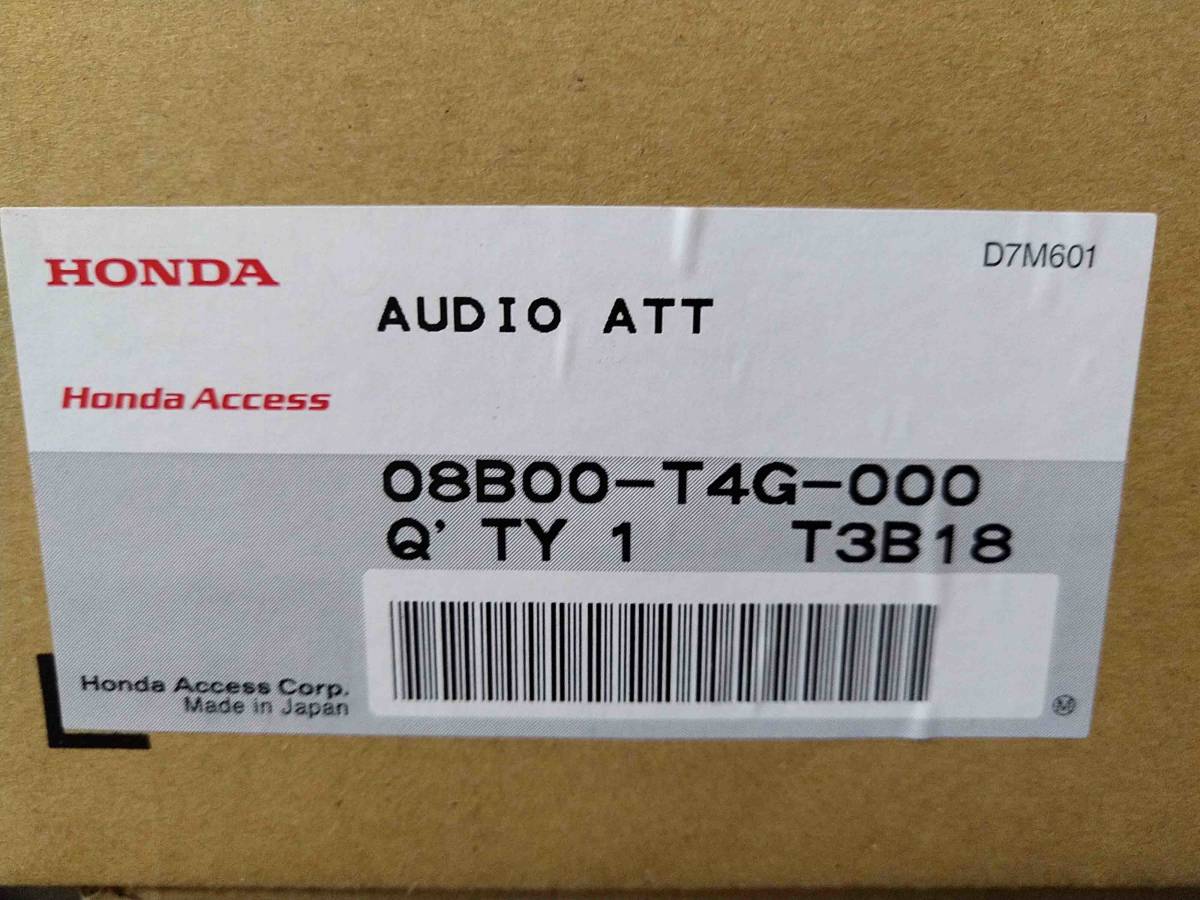 HONDA
D7M601
AUDIO ATT
Honda Access
08B00-T4G-000
Q'TY 1 T3B18
Honda Access Corp.
Made in Japan
M